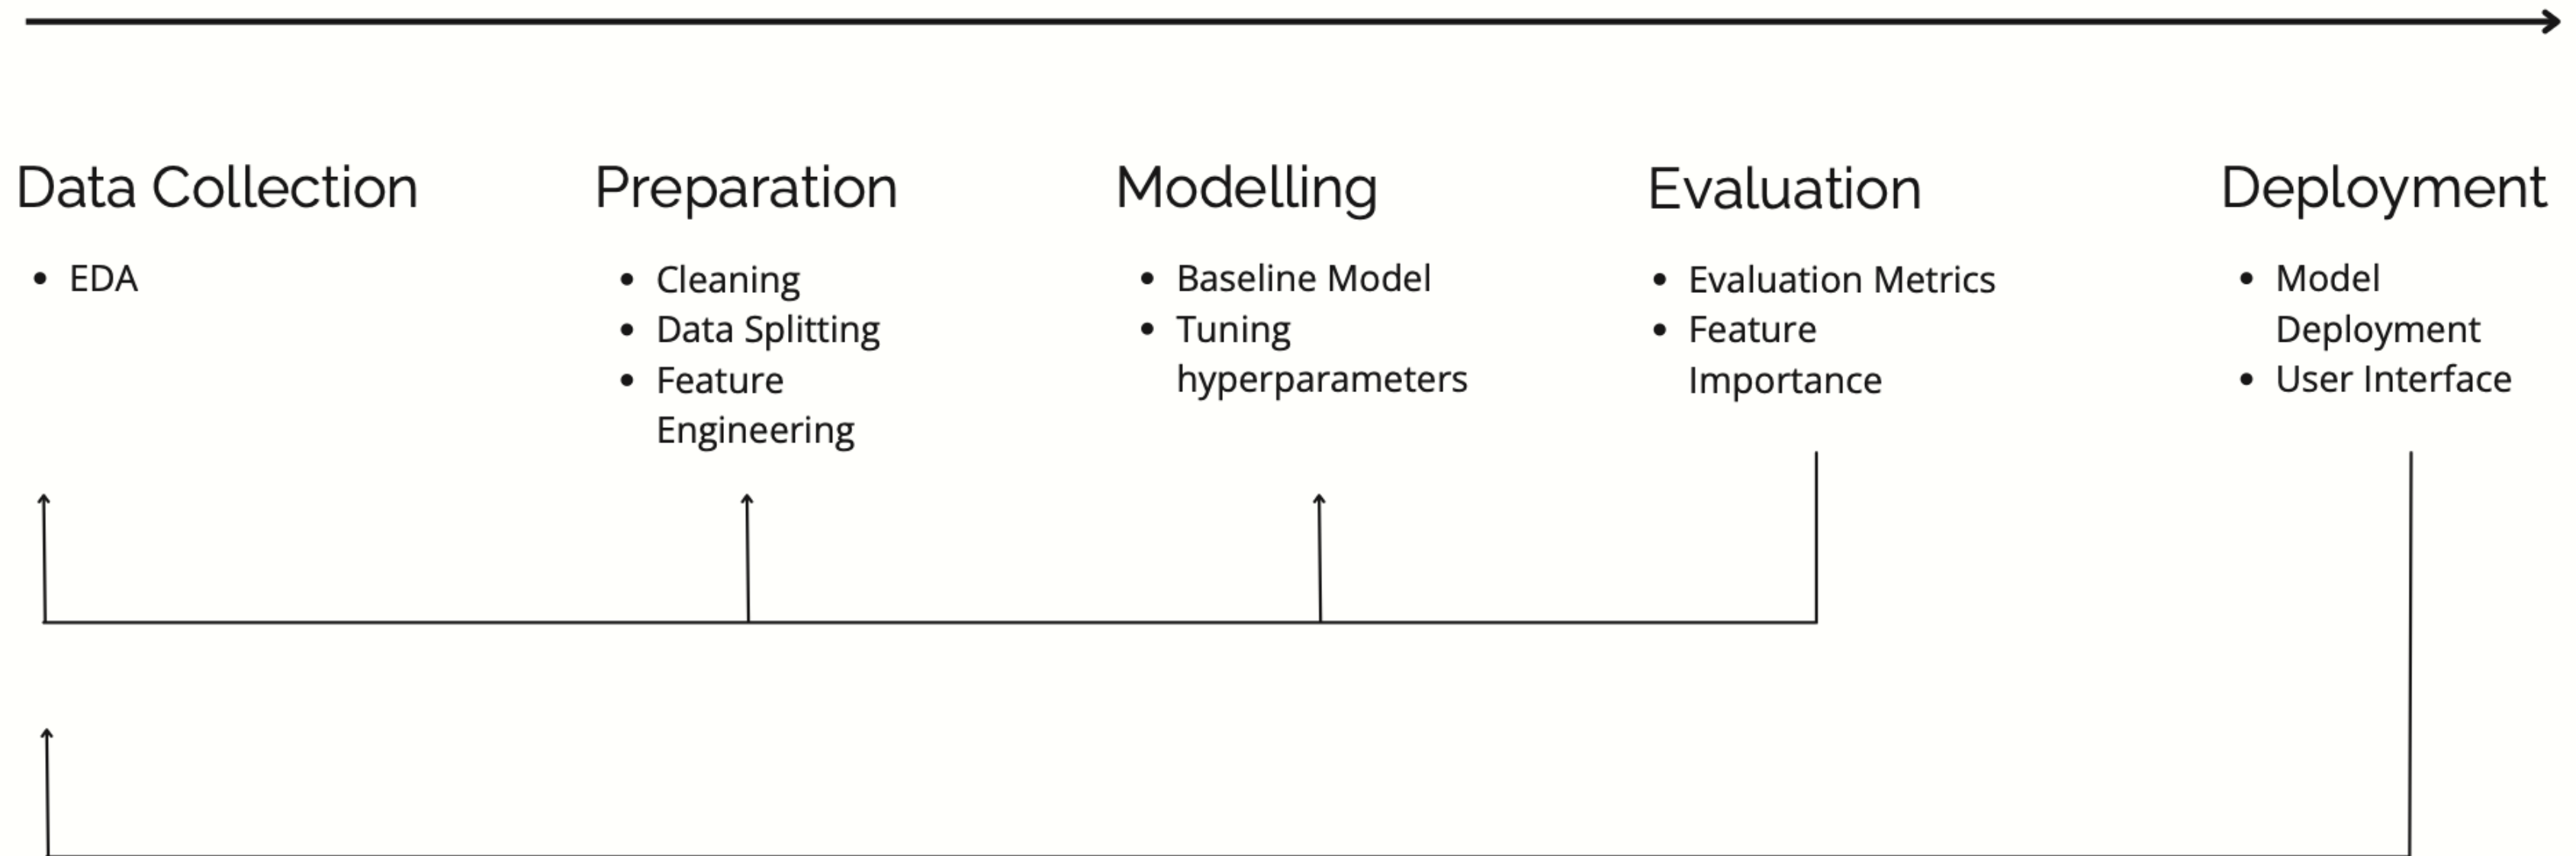 Data Collection
• EDA
Preparation
• Cleaning
• Data Splitting
• Feature
Engineering
Modelling
• Baseline Model
• Tuning
hyperparameters
Evaluation
• Evaluation Metrics
• Feature
Importance
Deployment
• Model
Deployment
• User Interface